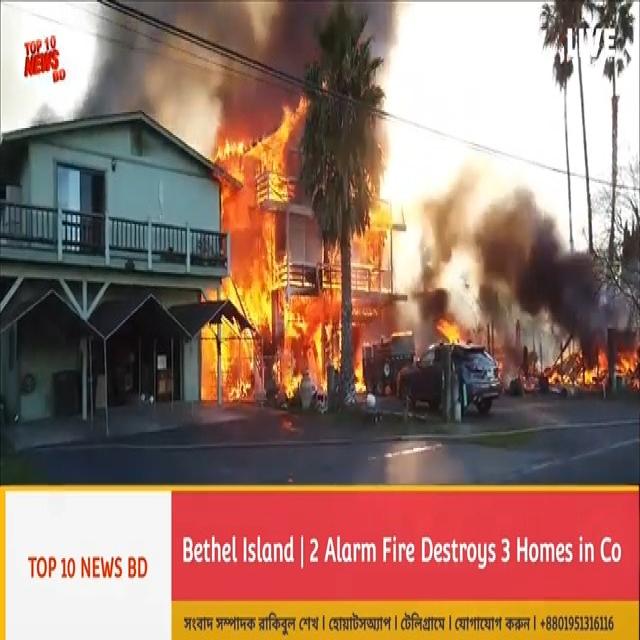 TOP 10
NEWS
BD
LIVE
Bethel Island | 2 Alarm Fire Destroys 3 Homes in Co
TOP 10 NEWS BD
সংবাদ সম্পাদক রাকিবুল শেখ | হোয়াটসঅ্যাপ | টেলিগ্রামে | যোগাযোগ করুন | +8801951316116